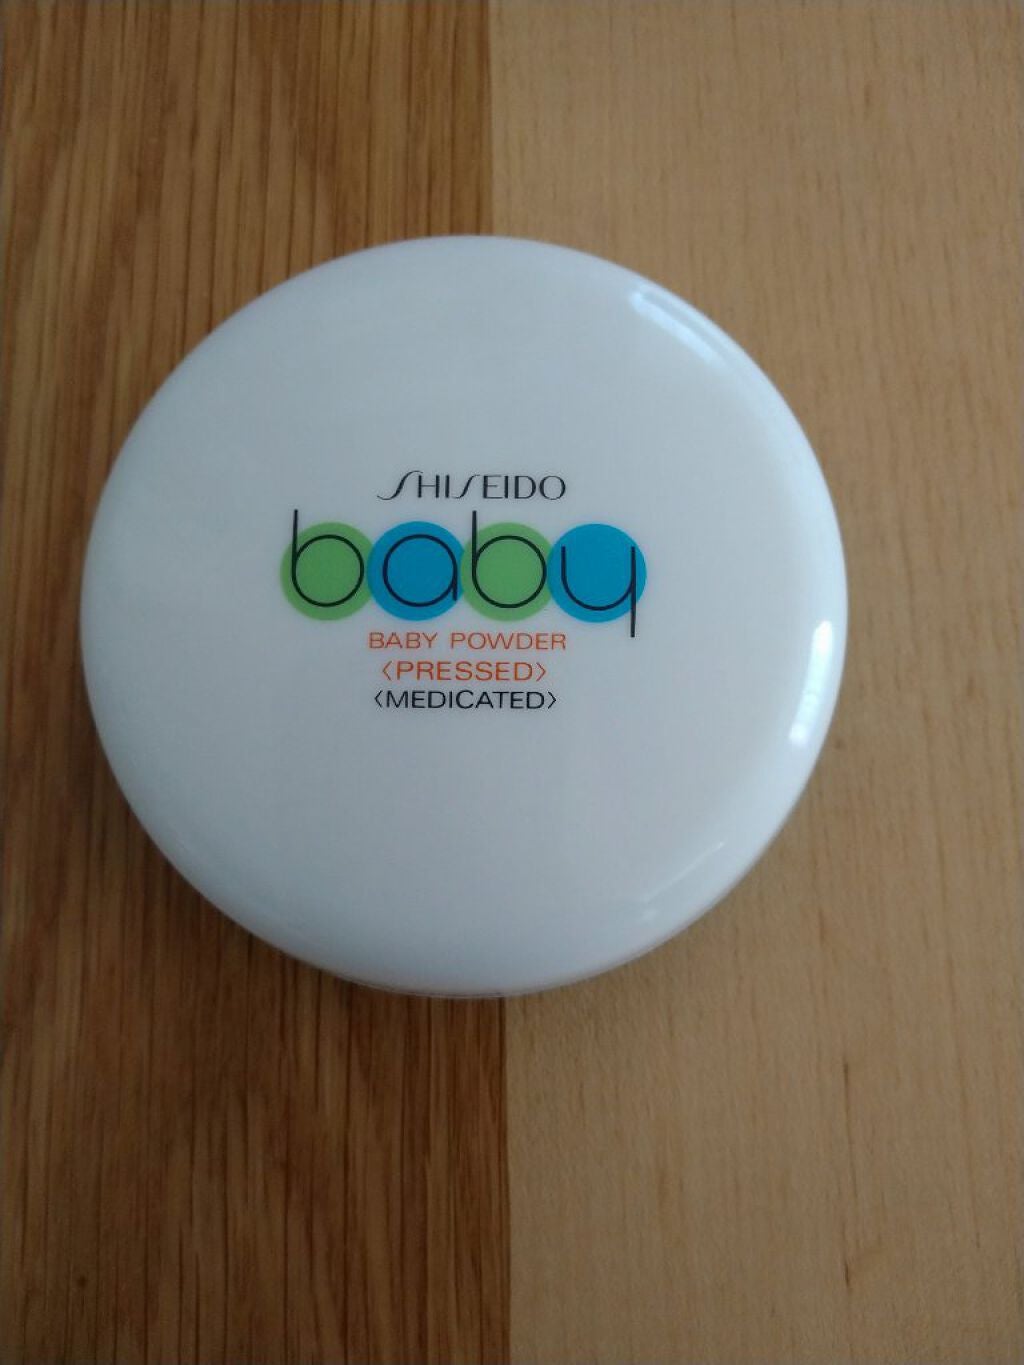 SHISEIDO
baby
BABY POWDER
〈PRESSED〉
〈MEDICATED〉